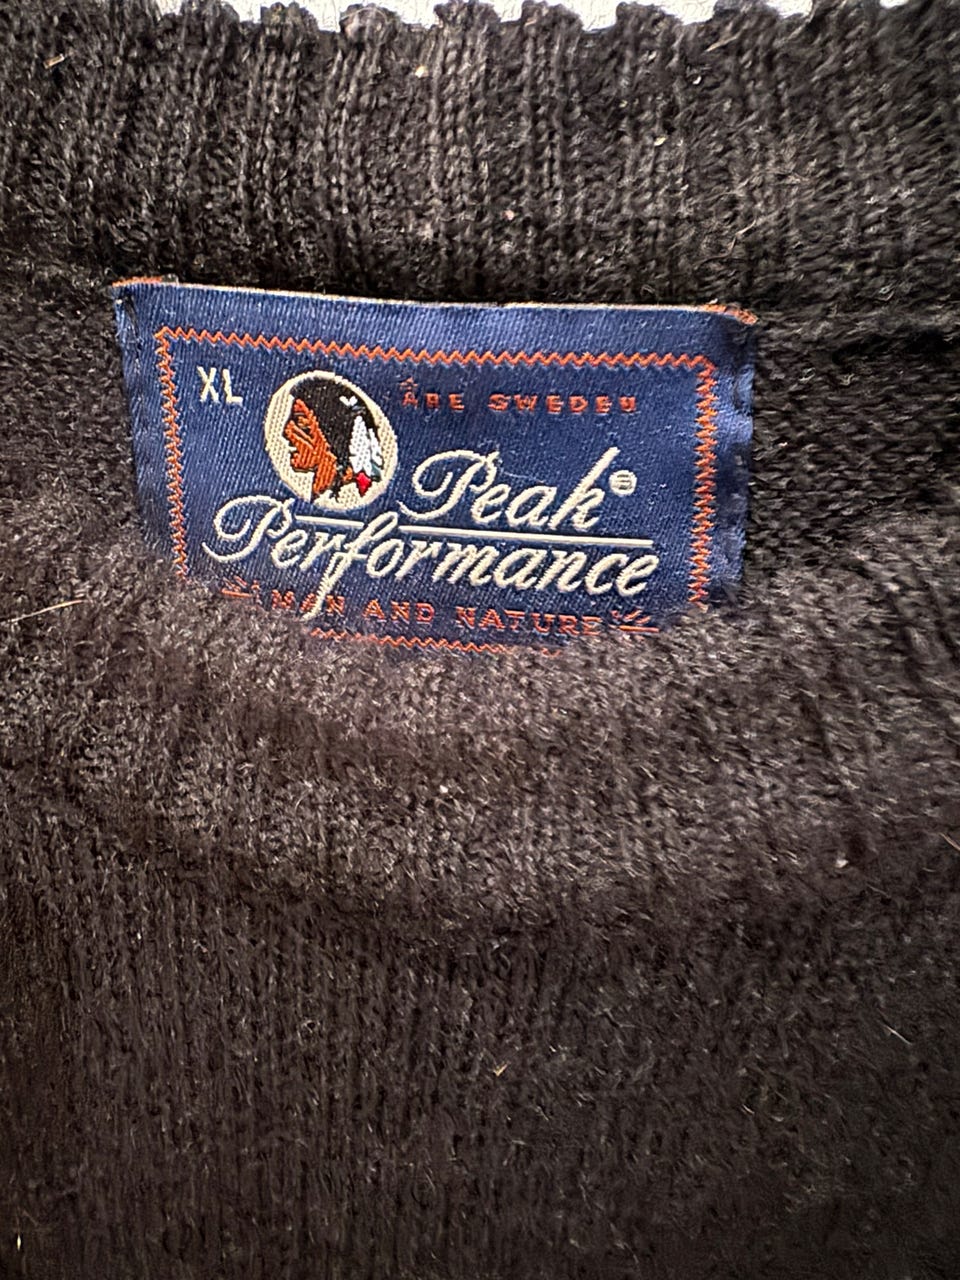 XL
ÅRE SWEDEN
Peak®
Performance
MAN AND NATURE